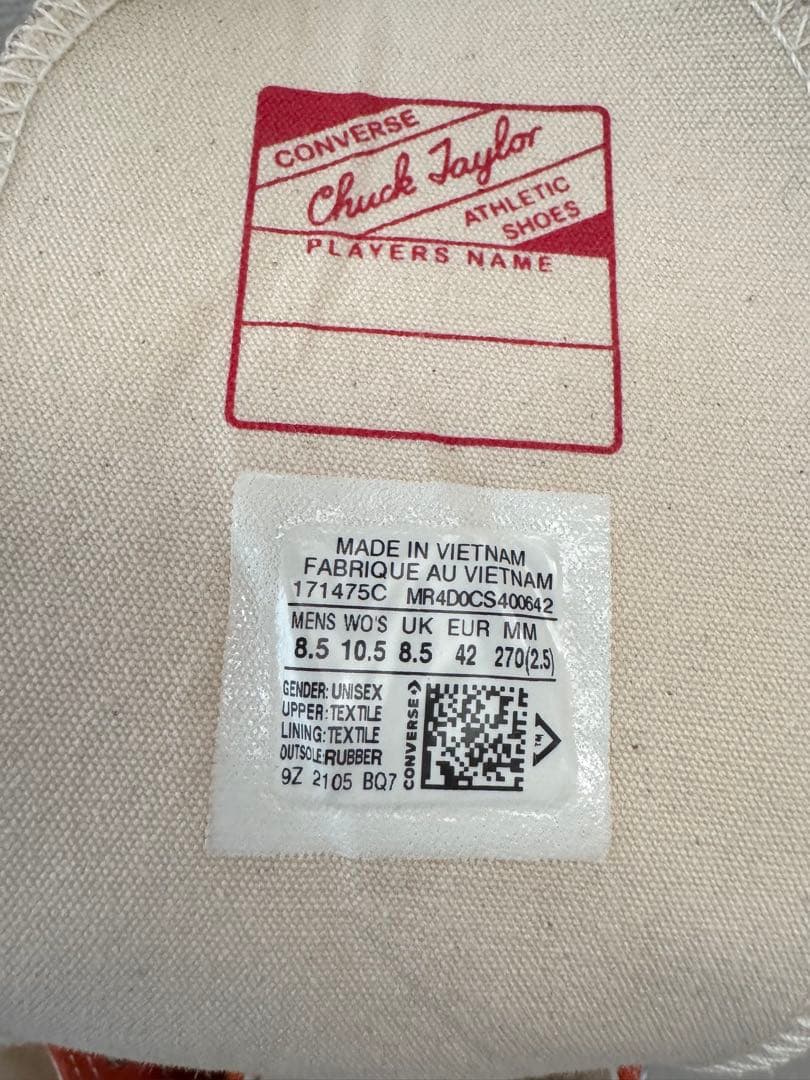 CONVERSE
Chuck Taylor
ATHLETIC
SHOES
PLAYERS NAME
MADE IN VIETNAM
FABRIQUE AU VIETNAM
171475C MR4D0CS400642
MENS WO'S UK EUR MM
8.5 10.5 8.5 42 270(2.5)
GENDER: UNISEX
UPPER: TEXTILE
LINING: TEXTILE
OUTSOLE: RUBBER
9Z 2105 BQ7
CONVERSE
TM